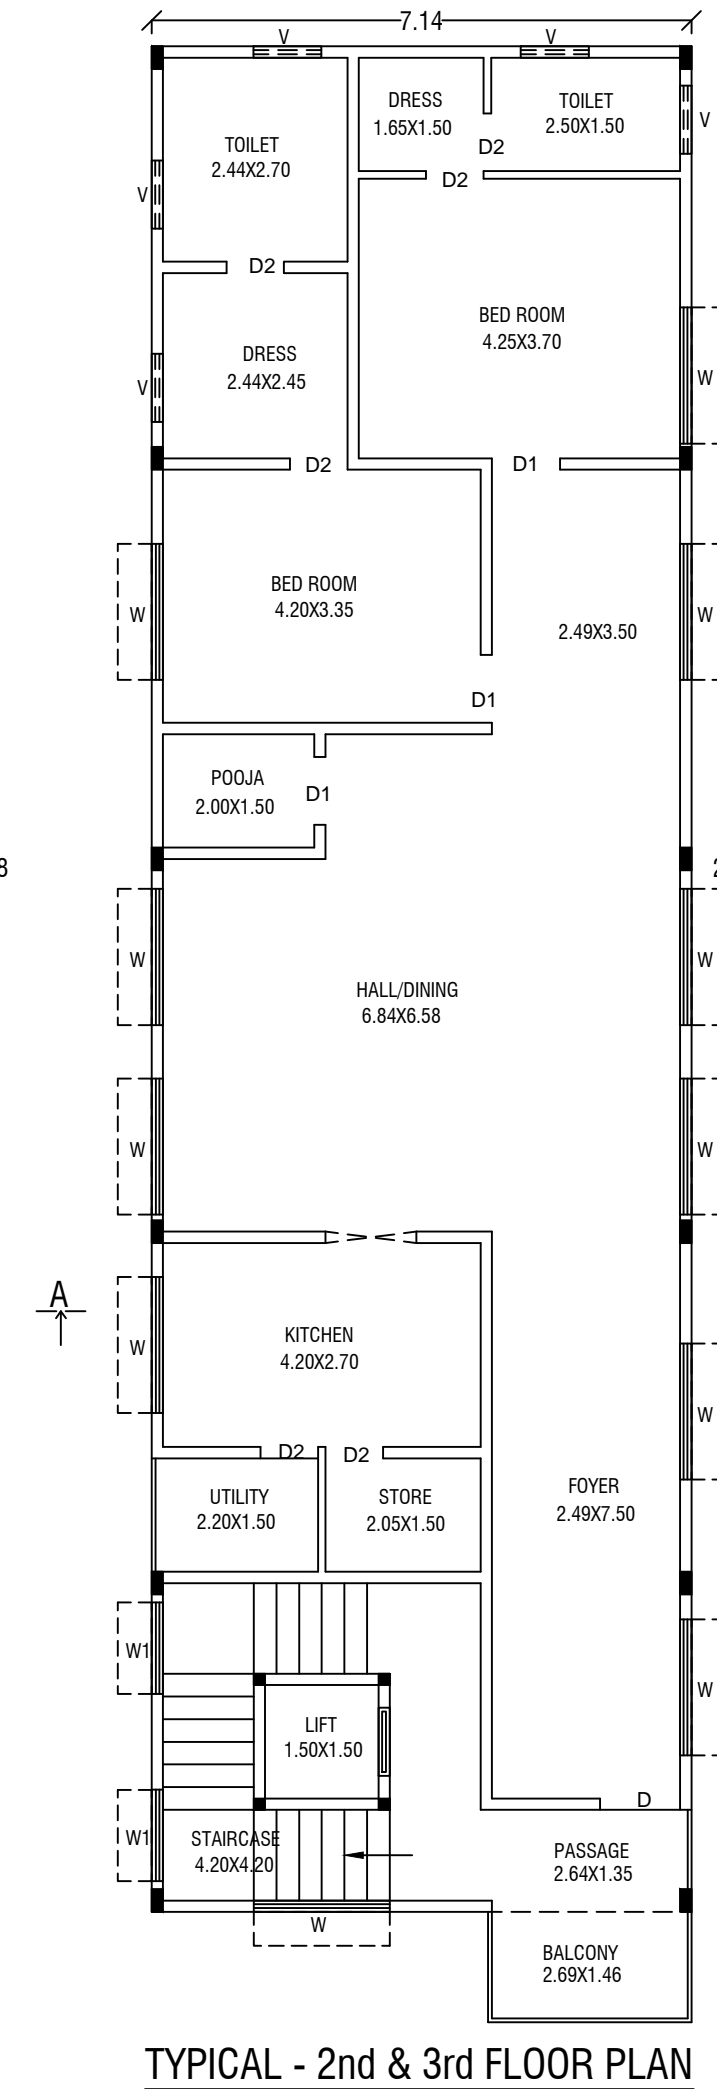 7.14
V
V
DRESS
1.65X1.50
TOILET
2.50X1.50
V
TOILET
2.44X2.70
D2
D2
V
D2
BED ROOM
4.25X3.70
DRESS
2.44X2.45
W
V
D2
D1
BED ROOM
4.20X3.35
W
2.49X3.50
W
D1
POOJA
2.00X1.50
D1
8
2
W
HALL/DINING
6.84X6.58
W
W
W
A
KITCHEN
4.20X2.70
W
W
D2
D2
UTILITY
2.20X1.50
STORE
2.05X1.50
FOYER
2.49X7.50
W1
W
LIFT
1.50X1.50
D
W1
STAIRCASE
4.20X4.20
PASSAGE
2.64X1.35
W
BALCONY
2.69X1.46
TYPICAL - 2nd & 3rd FLOOR PLAN